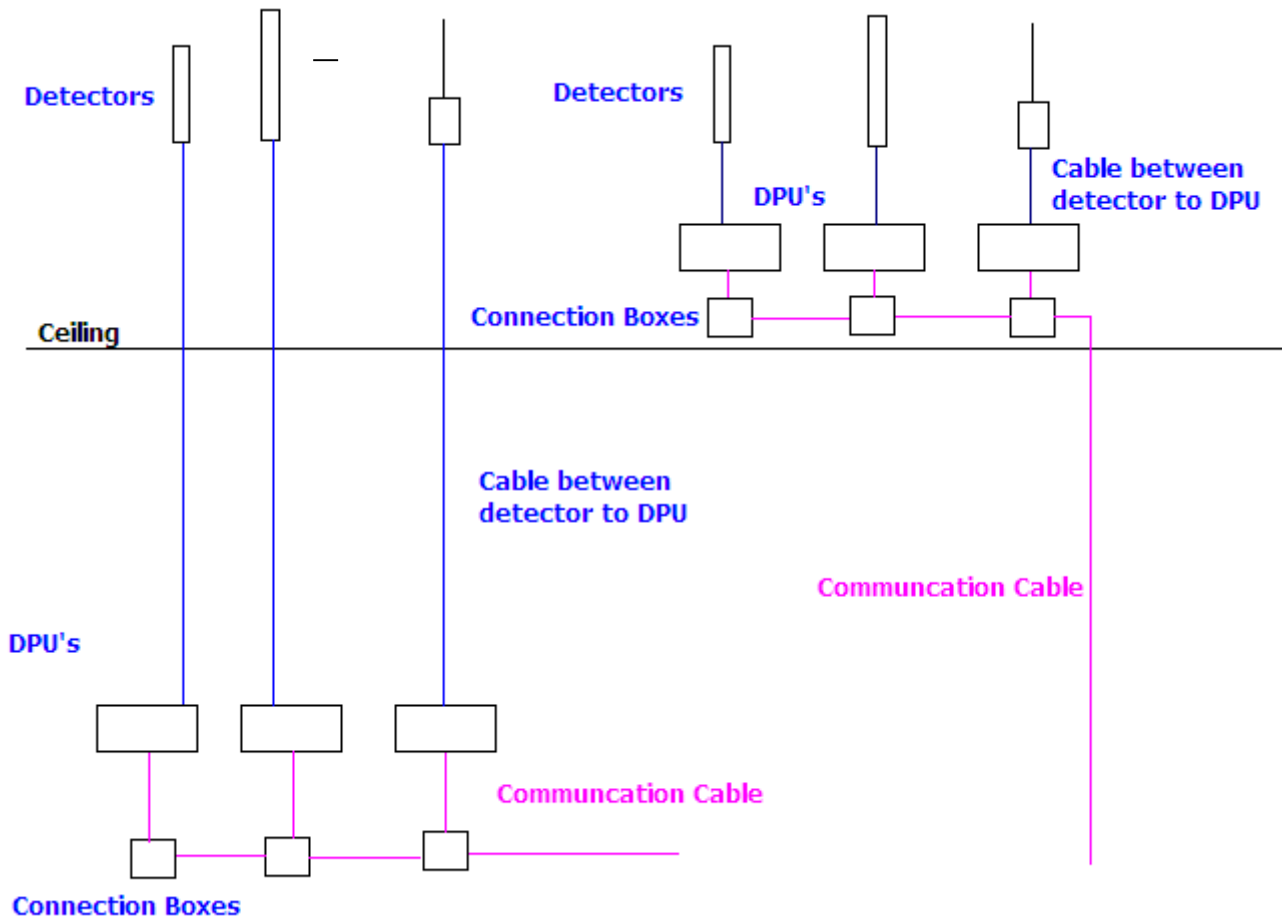 Detectors
Detectors
Cable between
detector to DPU
DPU's
Connection Boxes
Ceiling
Cable between
detector to DPU
Communcation Cable
DPU's
Communcation Cable
Connection Boxes